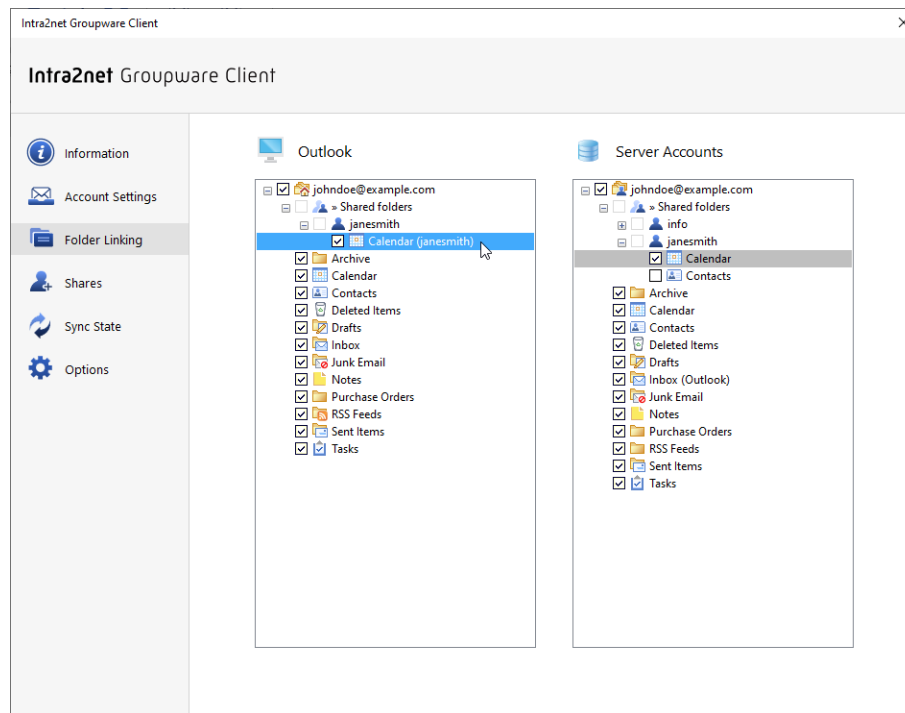 Intra2net Groupware Client
Intra2net Groupware Client
Information
Account Settings
Folder Linking
Shares
Sync State
Options
Outlook
johndoe@example.com
» Shared folders
janesmith
Calendar (janesmith)
Archive
Calendar
Contacts
Deleted Items
Drafts
Inbox
Junk Email
Notes
Purchase Orders
RSS Feeds
Sent Items
Tasks
Server Accounts
johndoe@example.com
» Shared folders
info
janesmith
Calendar
Contacts
Archive
Calendar
Contacts
Deleted Items
Drafts
Inbox (Outlook)
Junk Email
Notes
Purchase Orders
RSS Feeds
Sent Items
Tasks